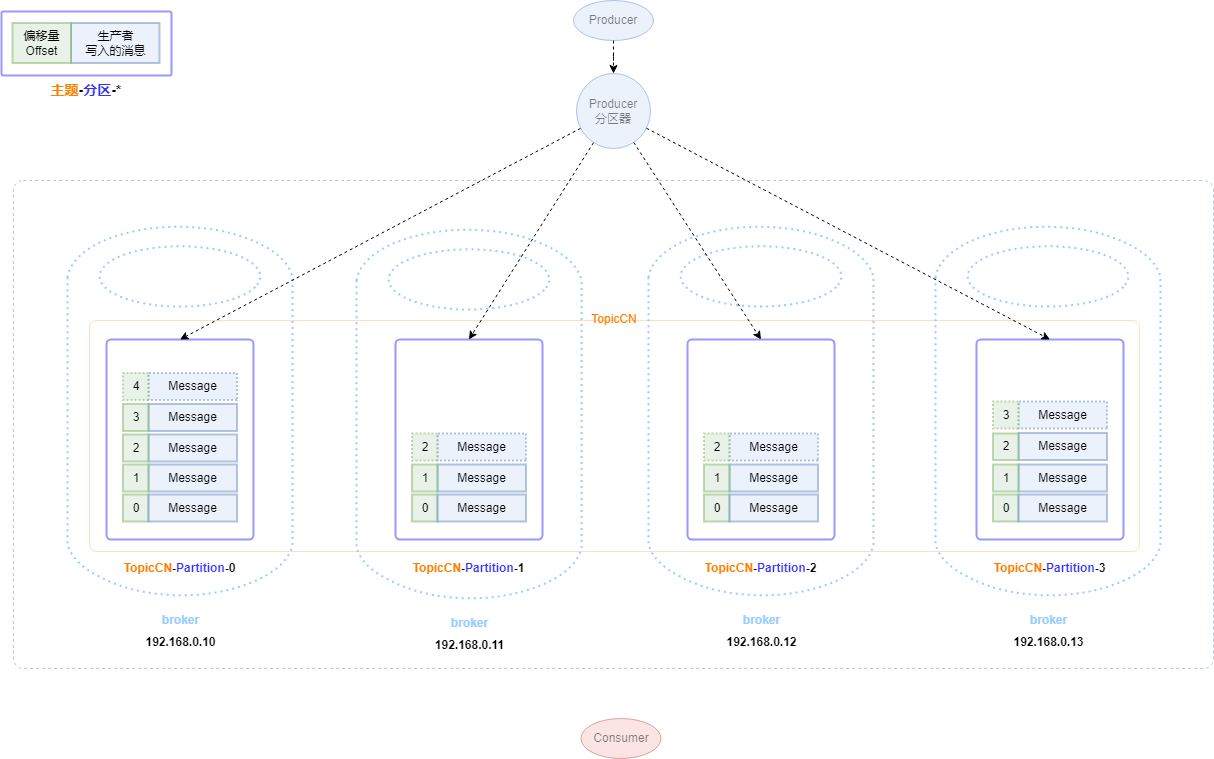 Producer
偏移量
Offset
生产者
写入的消息
主题-分区-*
Producer
分区器
TopicCN
4 Message
3 Message
2 Message
1 Message
0 Message
2 Message
1 Message
0 Message
2 Message
1 Message
0 Message
3 Message
2 Message
1 Message
0 Message
TopicCN-Partition-0
TopicCN-Partition-1
TopicCN-Partition-2
TopicCN-Partition-3
broker
192.168.0.10
broker
192.168.0.11
broker
192.168.0.12
broker
192.168.0.13
Consumer